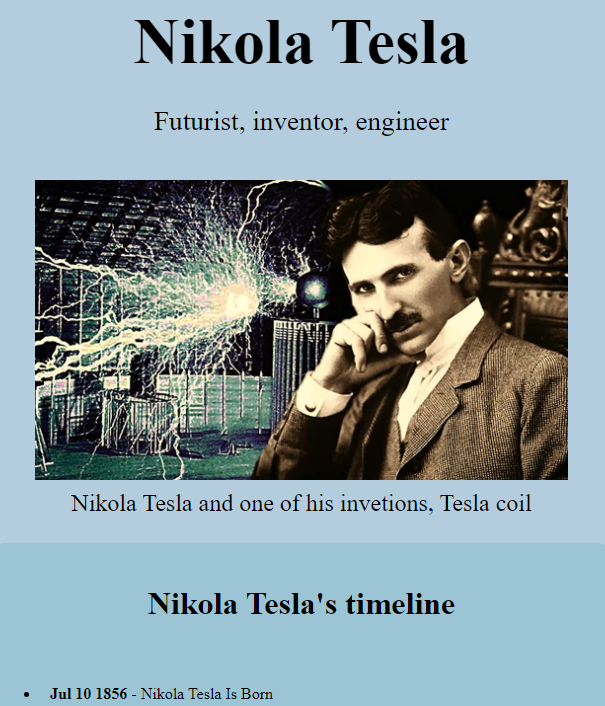 Nikola Tesla
Futurist, inventor, engineer
Nikola Tesla and one of his invetions, Tesla coil
Nikola Tesla's timeline
• Jul 10 1856 - Nikola Tesla Is Born